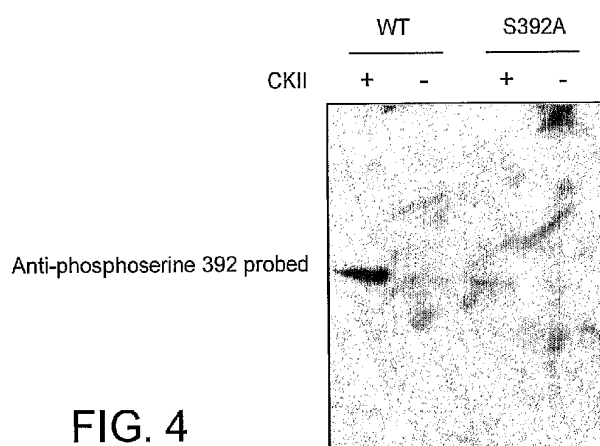 WT S392A
CKII + - + -
Anti-phosphoserine 392 probed
FIG. 4